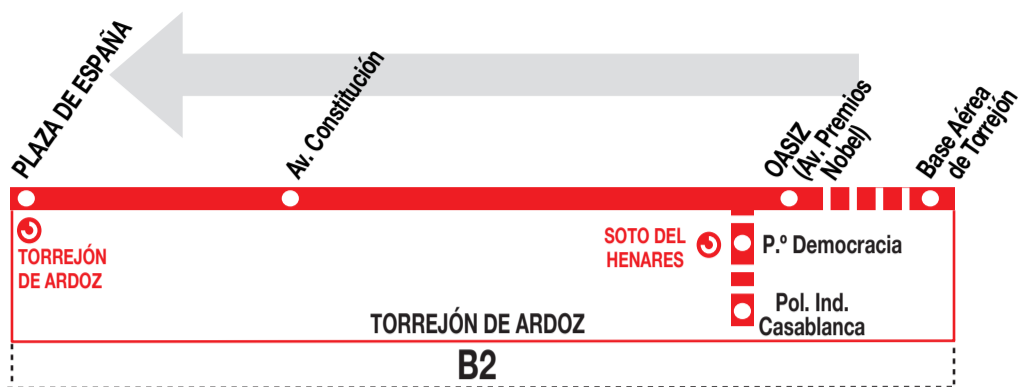 PLAZA DE ESPAÑA
Av. Constitución
OASIZ
(Av. Premios
Nobel)
Base Aérea
de Torrejón
TORREJÓN
DE ARDOZ
SOTO DEL
HENARES
P.º Democracia
Pol. Ind.
Casablanca
TORREJÓN DE ARDOZ
B2